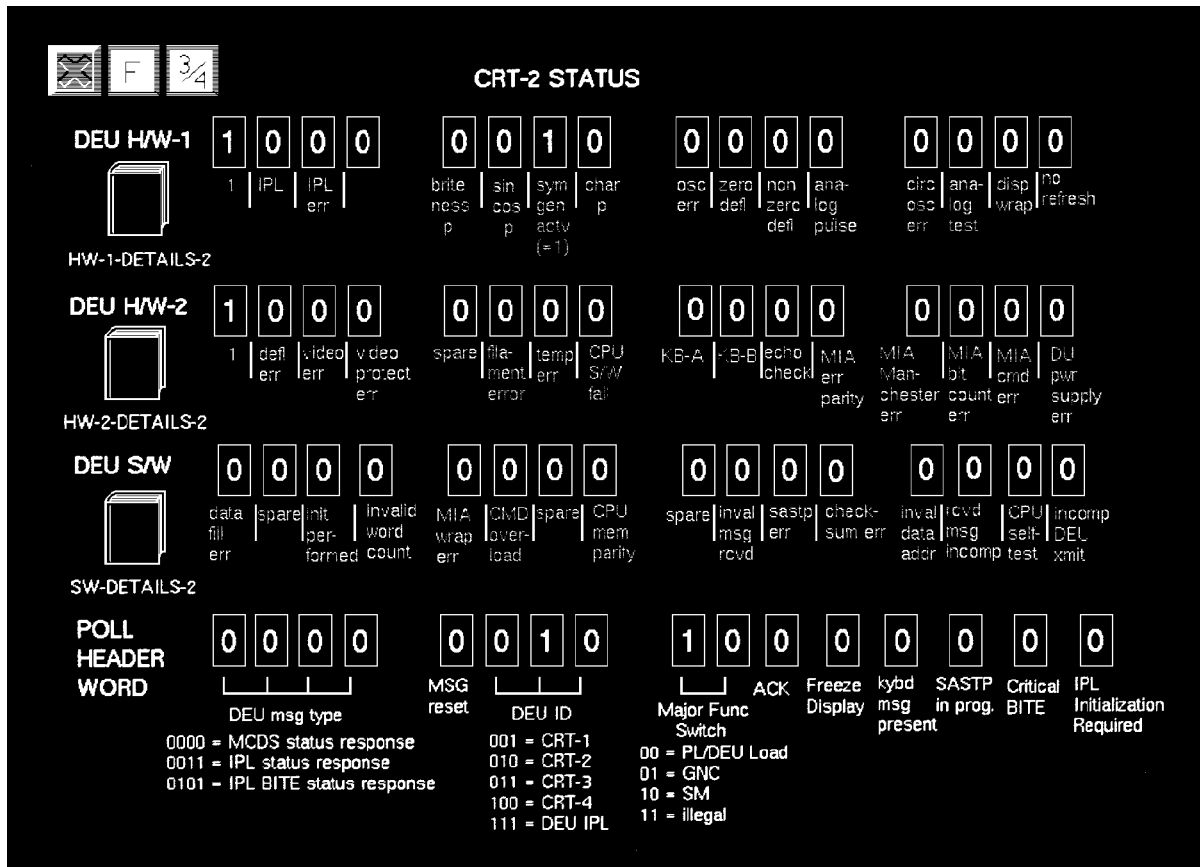 F 3/4
CRT-2 STATUS
DEU H/W-1 1 0 0 0 0 0 1 0 0 0 0 0 0 0 0 0
1 IPL IPL brite sin sym char osc zero non ana- circ ana- disp no
err ness cos gen p err defl zero log osc log wrap refresh
p p actv defl pulse err test
(=1)
HW-1-DETAILS-2
DEU H/W-2 1 0 0 0 0 0 0 0 0 0 0 0 0 0 0 0
1 defl video video spare fila- temp CPU KB-A KB-B echo MIA MIA MIA MIA DU
err err protect ment err S/W check err Man- bit cmd pwr
err error fail parity chester count err supply
err err err
HW-2-DETAILS-2
DEU S/W 0 0 0 0 0 0 0 0 0 0 0 0 0 0 0 0
data spare init invalid MIA CMD spare CPU spare inval sastp check- inval rcvd CPU incomp
fill per- word wrap over- mem msg err sum err data msg self- DEU
err formed count err load parity rcvd addr incomp test xmit
SW-DETAILS-2
POLL
HEADER
WORD
0 0 0 0 0 0 1 0 1 0 0 0 0 0 0 0
MSG ACK Freeze kybd SASTP Critical IPL
reset Display msg in prog. BITE Initialization
present Required
DEU msg type DEU ID Major Func
Switch
0000 = MCDS status response 001 = CRT-1 00 = PL/DEU Load
0011 = IPL status response 010 = CRT-2 01 = GNC
0101 = IPL BITE status response 011 = CRT-3 10 = SM
100 = CRT-4 11 = illegal
111 = DEU IPL